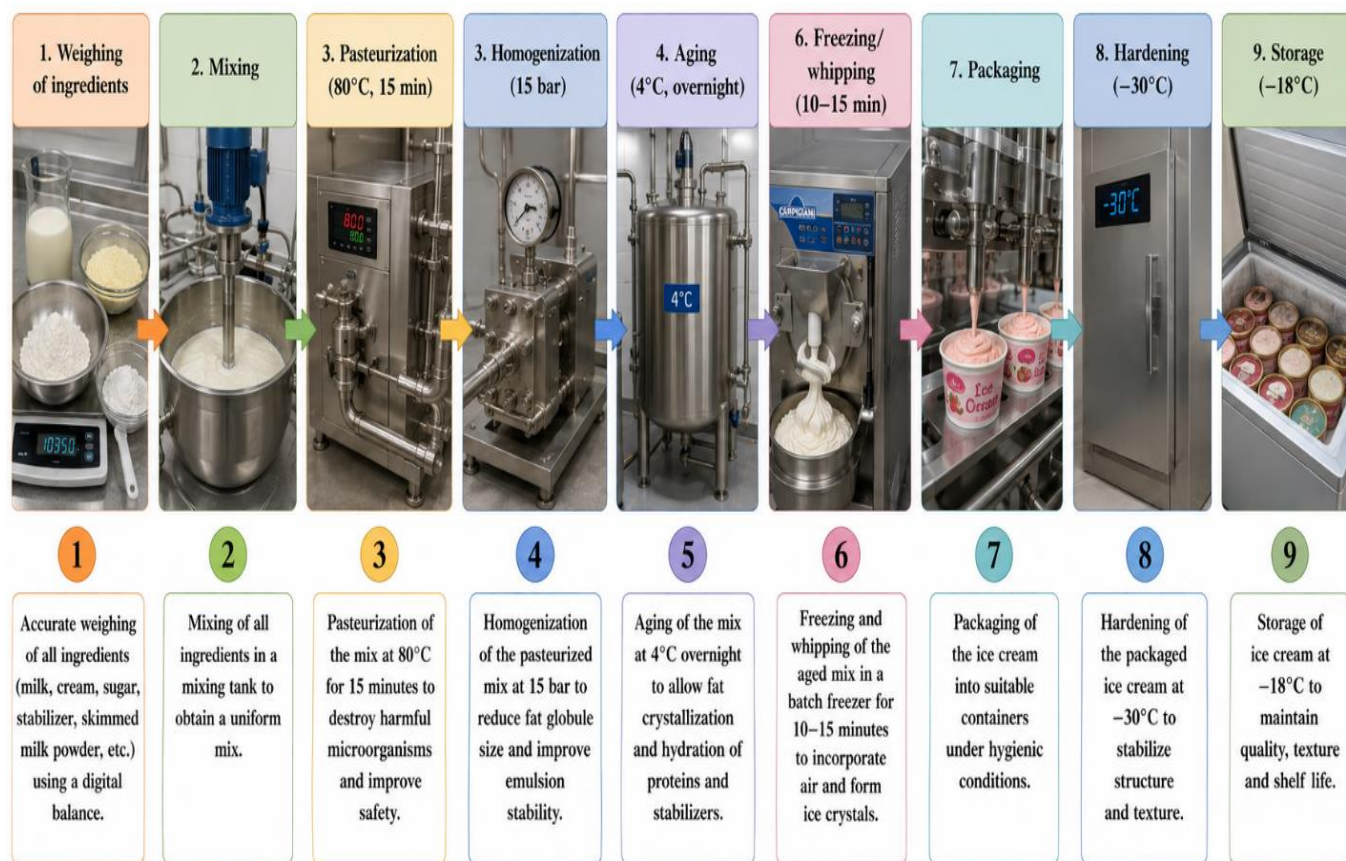 1. Weighing
of ingredients
2. Mixing
3. Pasteurization
(80°C, 15 min)
3. Homogenization
(15 bar)
4. Aging
(4°C, overnight)
6. Freezing/
whipping
(10–15 min)
7. Packaging
8. Hardening
(–30°C)
9. Storage
(–18°C)
1035.0
80.0
4°C
CARPIGIANI
Ice
Cream
-30°C
1
2
3
4
5
6
7
8
9
Accurate weighing
of all ingredients
(milk, cream, sugar,
stabilizer, skimmed
milk powder, etc.)
using a digital
balance.
Mixing of all
ingredients in a
mixing tank to
obtain a uniform
mix.
Pasteurization of
the mix at 80°C
for 15 minutes to
destroy harmful
microorganisms
and improve
safety.
Homogenization
of the pasteurized
mix at 15 bar to
reduce fat globule
size and improve
emulsion
stability.
Aging of the mix
at 4°C overnight
to allow fat
crystallization
and hydration of
proteins and
stabilizers.
Freezing and
whipping of the
aged mix in a
batch freezer for
10–15 minutes
to incorporate
air and form
ice crystals.
Packaging of
the ice cream
into suitable
containers
under hygienic
conditions.
Hardening of
the packaged
ice cream at
–30°C to
stabilize
structure
and texture.
Storage of
ice cream at
–18°C to
maintain
quality, texture
and shelf life.